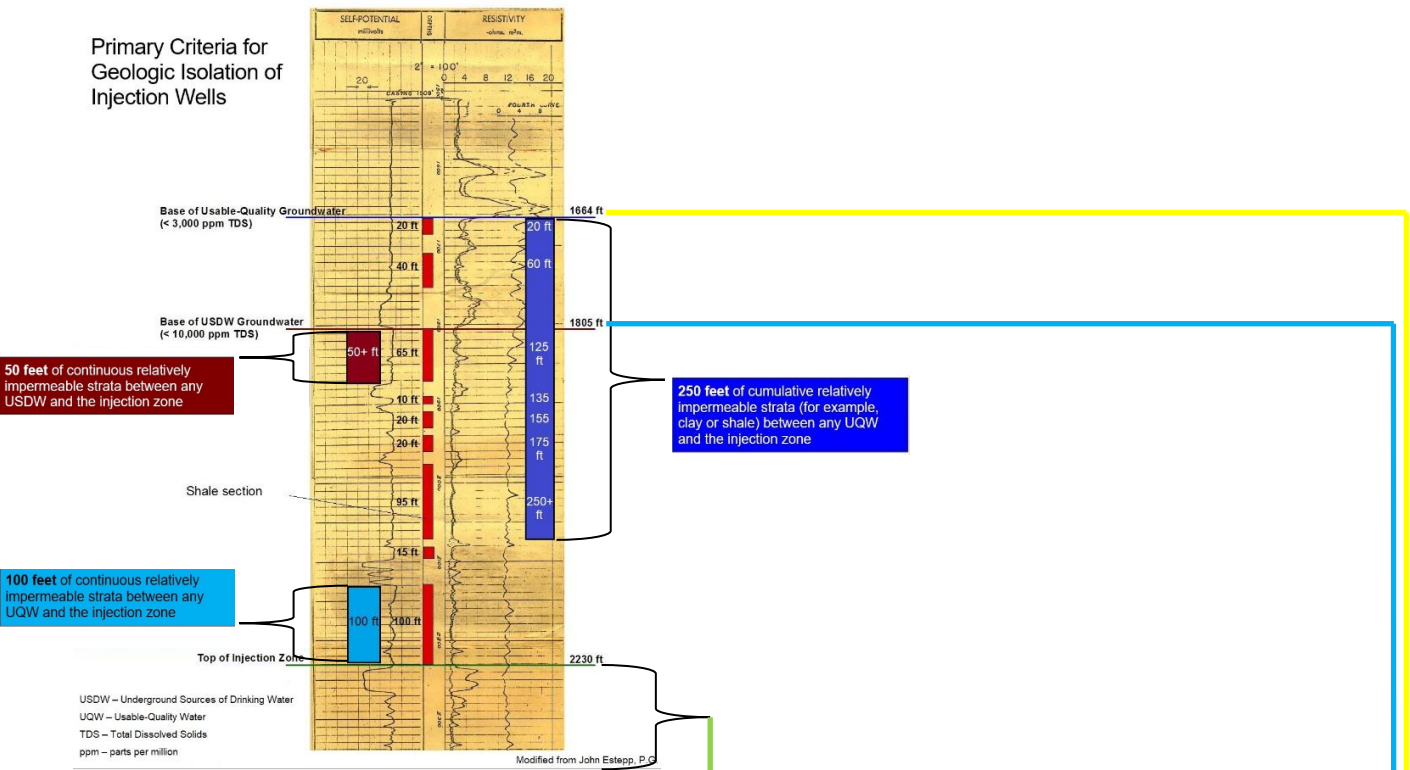 Primary Criteria for
Geologic Isolation of
Injection Wells
SELF-POTENTIAL
millivolts
DEPTHS
RESISTIVITY
-ohms. m²m.
2" = 100'
20
0 4 8 12 16 20
CASING 1508'
FOURTH CURVE
0 4 8
Base of Usable-Quality Groundwater
(< 3,000 ppm TDS)
1664 ft
20 ft
20 ft
40 ft
60 ft
Base of USDW Groundwater
(< 10,000 ppm TDS)
1805 ft
50+ ft
65 ft
125
ft
50 feet of continuous relatively
impermeable strata between any
USDW and the injection zone
250 feet of cumulative relatively
impermeable strata (for example,
clay or shale) between any UQW
and the injection zone
10 ft
135
20 ft
155
20 ft
175
ft
Shale section
95 ft
250+
ft
15 ft
100 feet of continuous relatively
impermeable strata between any
UQW and the injection zone
100 ft
100 ft
Top of Injection Zone
2230 ft
USDW – Underground Sources of Drinking Water
UQW – Usable-Quality Water
TDS – Total Dissolved Solids
ppm – parts per million
Modified from John Estepp, P.G